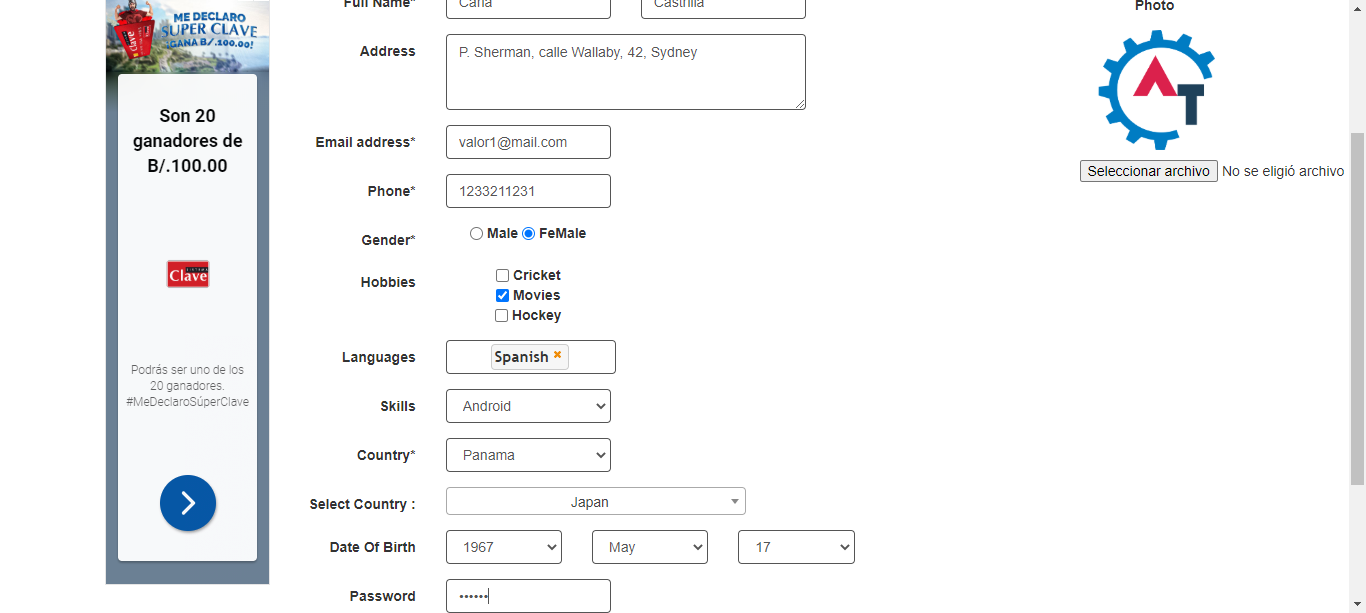 ME DECLARO
SUPER CLAVE
¡GANA B/.100.00!
Clave
Son 20
ganadores de
B/.100.00
Clave
Podrás ser uno de los
20 ganadores.
#MeDeclaroSúperClave
Full Name*
Carla
Castrilla
Address
P. Sherman, calle Wallaby, 42, Sydney
Email address*
valor1@mail.com
Phone*
1233211231
Gender*
Male FeMale
Hobbies
Cricket
Movies
Hockey
Languages
Spanish
Skills
Android
Country*
Panama
Select Country :
Japan
Date Of Birth
1967 May 17
Password
••••••
Photo
AT
Seleccionar archivo No se eligió archivo